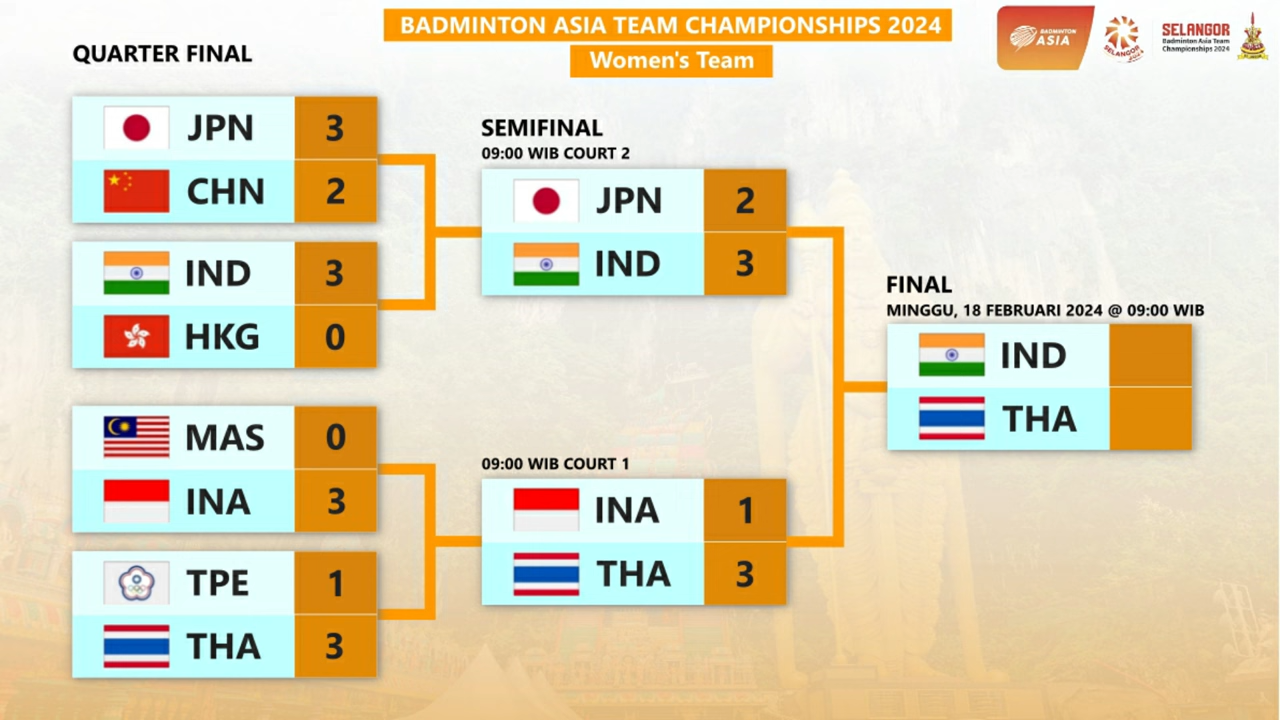 BADMINTON ASIA TEAM CHAMPIONSHIPS 2024
Women's Team
BADMINTON
ASIA
SELANGOR
SELANGOR
Badminton Asia Team
Championships 2024
QUARTER FINAL
JPN 3
CHN 2
IND 3
HKG 0
MAS 0
INA 3
TPE 1
THA 3
SEMIFINAL
09:00 WIB COURT 2
JPN 2
IND 3
09:00 WIB COURT 1
INA 1
THA 3
FINAL
MINGGU, 18 FEBRUARI 2024 @ 09:00 WIB
IND
THA